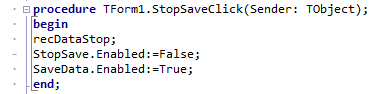 procedure TForm1.StopSaveClick(Sender: TObject);
begin
recDataStop;
StopSave.Enabled:=False;
SaveData.Enabled:=True;
end;